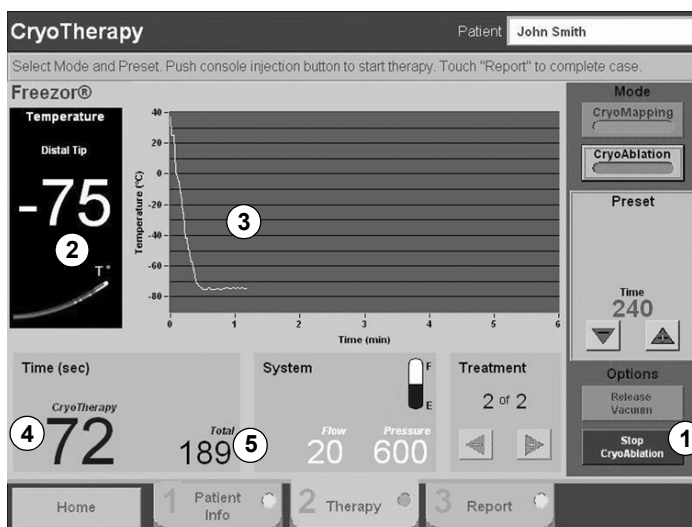 CryoTherapy
Patient John Smith
Select Mode and Preset. Push console injection button to start therapy. Touch "Report" to complete case.
Freezor®
Temperature
Distal Tip
-75
2
T°
Temperature (°C)
40
20
0
-20
-40
-60
-80
3
0 1 2 3 4 5 6
Time (min)
Mode
CryoMapping
CryoAblation
Preset
Time
240
Time (sec)
CryoTherapy
4 72
Total
189 5
System
F
E
Flow Pressure
20 600
Treatment
2 of 2
Options
Release
Vacuum
Stop
CryoAblation
1
Home
1 Patient
Info
2 Therapy
3 Report